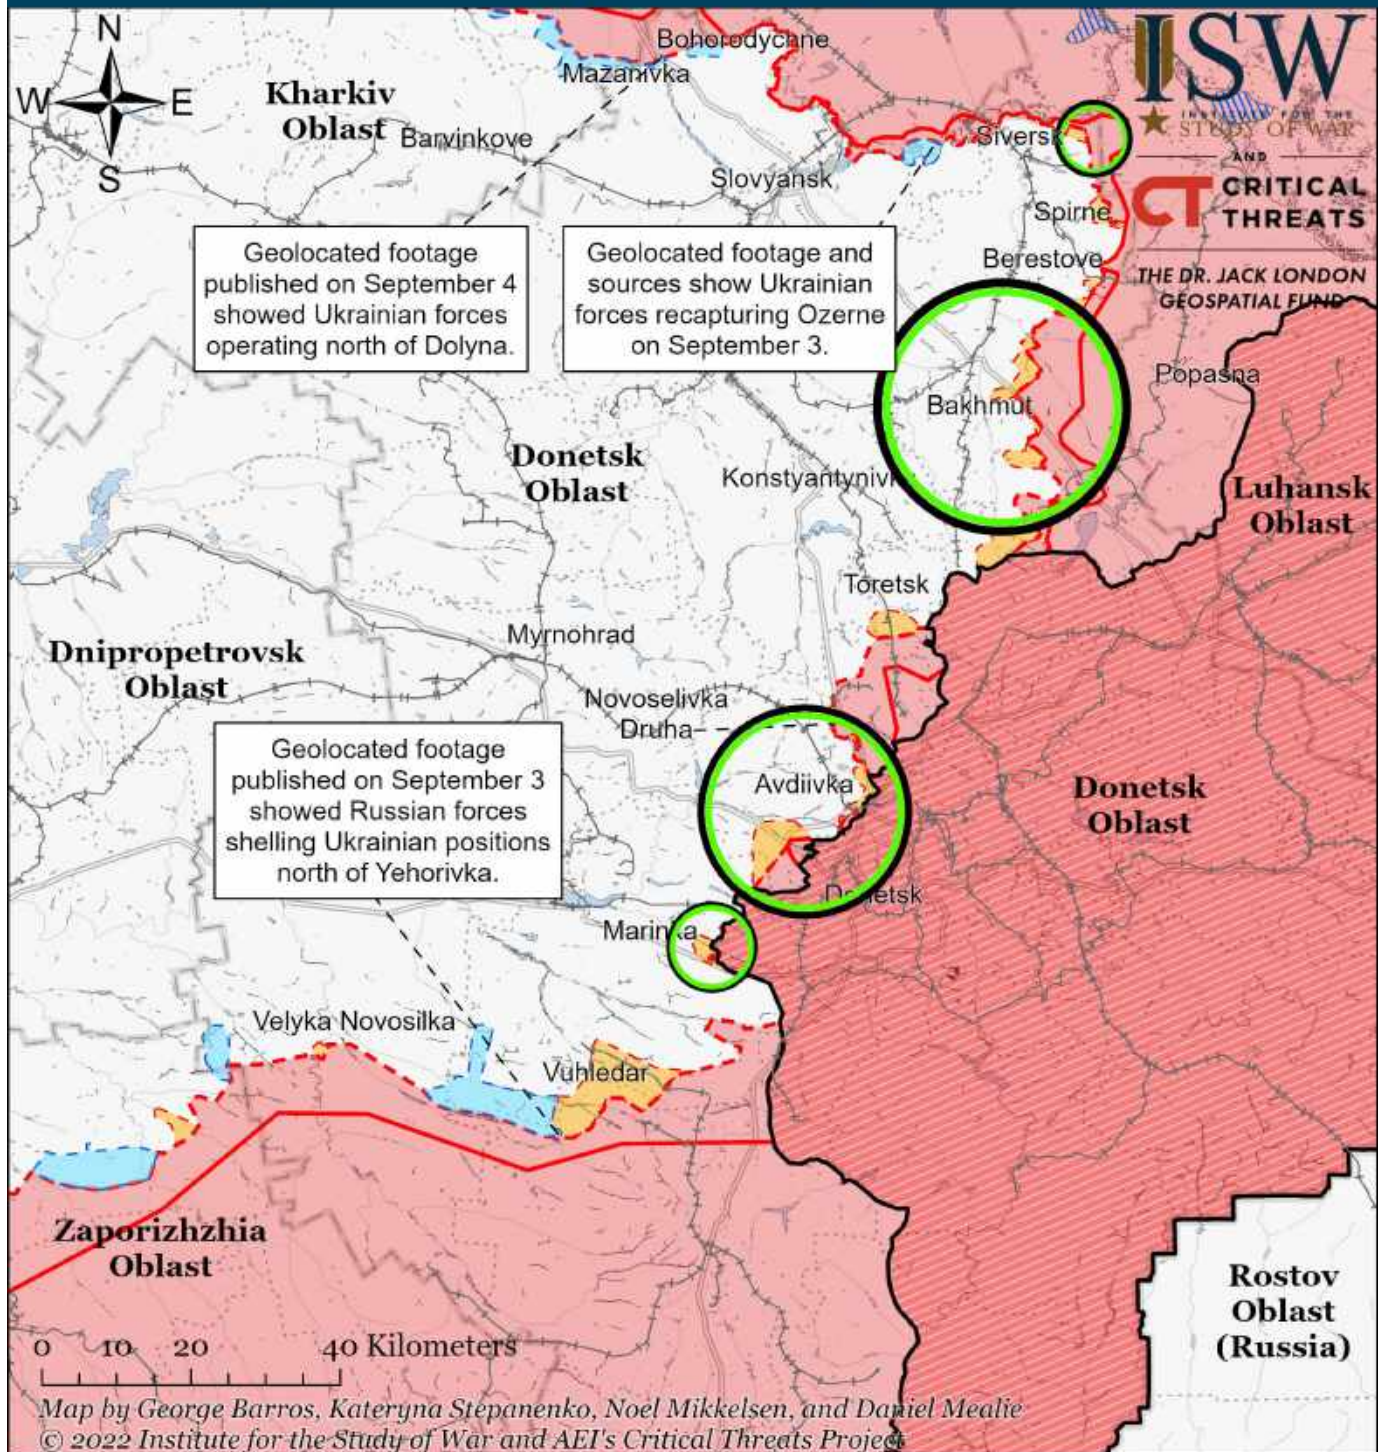 N
W
E
S
Bohorodychne
Mazanivka
Kharkiv
Oblast
Barvinkove
Slovyansk
Siversk
Spirne
Berestove
ISW
INSTITUTE FOR THE
STUDY OF WAR
AND
CT CRITICAL
THREATS
THE DR. JACK LONDON
GEOSPATIAL FUND
Geolocated footage
published on September 4
showed Ukrainian forces
operating north of Dolyna.
Geolocated footage and
sources show Ukrainian
forces recapturing Ozerne
on September 3.
Popasna
Bakhmut
Donetsk
Oblast
Konstyantynivk
Luhansk
Oblast
Toretsk
Myrnohrad
Dnipropetrovsk
Oblast
Novoselivka
Druha
Geolocated footage
published on September 3
showed Russian forces
shelling Ukrainian positions
north of Yehorivka.
Avdiivka
Donetsk
Oblast
Donetsk
Marinka
Velyka Novosilka
Vuhledar
Zaporizhzhia
Oblast
Rostov
Oblast
(Russia)
0 10 20 40 Kilometers
Map by George Barros, Kateryna Stepanenko, Noel Mikkelsen, and Daniel Mealie
© 2022 Institute for the Study of War and AEI's Critical Threats Project